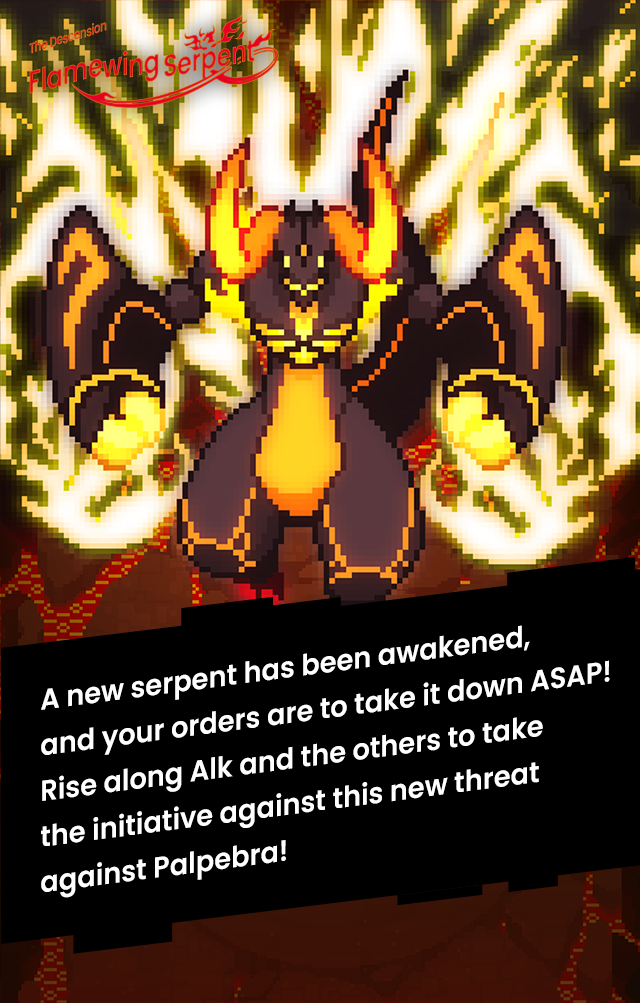 The Descension
Flamewing serpent
A new serpent has been awakened,
and your orders are to take it down ASAP!
Rise along Alk and the others to take
the initiative against this new threat
against Palpebra!